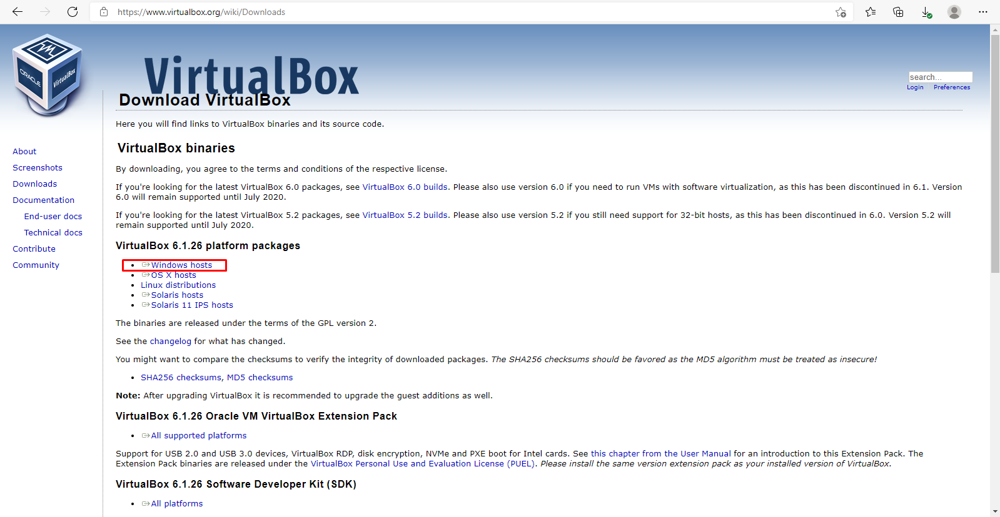 https://www.virtualbox.org/wiki/Downloads
ORACLE
VirtualBox
VirtualBox
search...
Login Preferences
Download VirtualBox
Here you will find links to VirtualBox binaries and its source code.
About
Screenshots
Downloads
Documentation
End-user docs
Technical docs
Contribute
Community
VirtualBox binaries
By downloading, you agree to the terms and conditions of the respective license.
If you're looking for the latest VirtualBox 6.0 packages, see VirtualBox 6.0 builds. Please also use version 6.0 if you need to run VMs with software virtualization, as this has been discontinued in 6.1. Version
6.0 will remain supported until July 2020.
If you're looking for the latest VirtualBox 5.2 packages, see VirtualBox 5.2 builds. Please also use version 5.2 if you still need support for 32-bit hosts, as this has been discontinued in 6.0. Version 5.2 will
remain supported until July 2020.
VirtualBox 6.1.26 platform packages
• Windows hosts
• OS X hosts
• Linux distributions
• Solaris hosts
• Solaris 11 IPS hosts
The binaries are released under the terms of the GPL version 2.
See the changelog for what has changed.
You might want to compare the checksums to verify the integrity of downloaded packages. The SHA256 checksums should be favored as the MD5 algorithm must be treated as insecure!
• SHA256 checksums, MD5 checksums
Note: After upgrading VirtualBox it is recommended to upgrade the guest additions as well.
VirtualBox 6.1.26 Oracle VM VirtualBox Extension Pack
• All supported platforms
Support for USB 2.0 and USB 3.0 devices, VirtualBox RDP, disk encryption, NVMe and PXE boot for Intel cards. See this chapter from the User Manual for an introduction to this Extension Pack. The
Extension Pack binaries are released under the VirtualBox Personal Use and Evaluation License (PUEL). Please install the same version extension pack as your installed version of VirtualBox.
VirtualBox 6.1.26 Software Developer Kit (SDK)
• All platforms